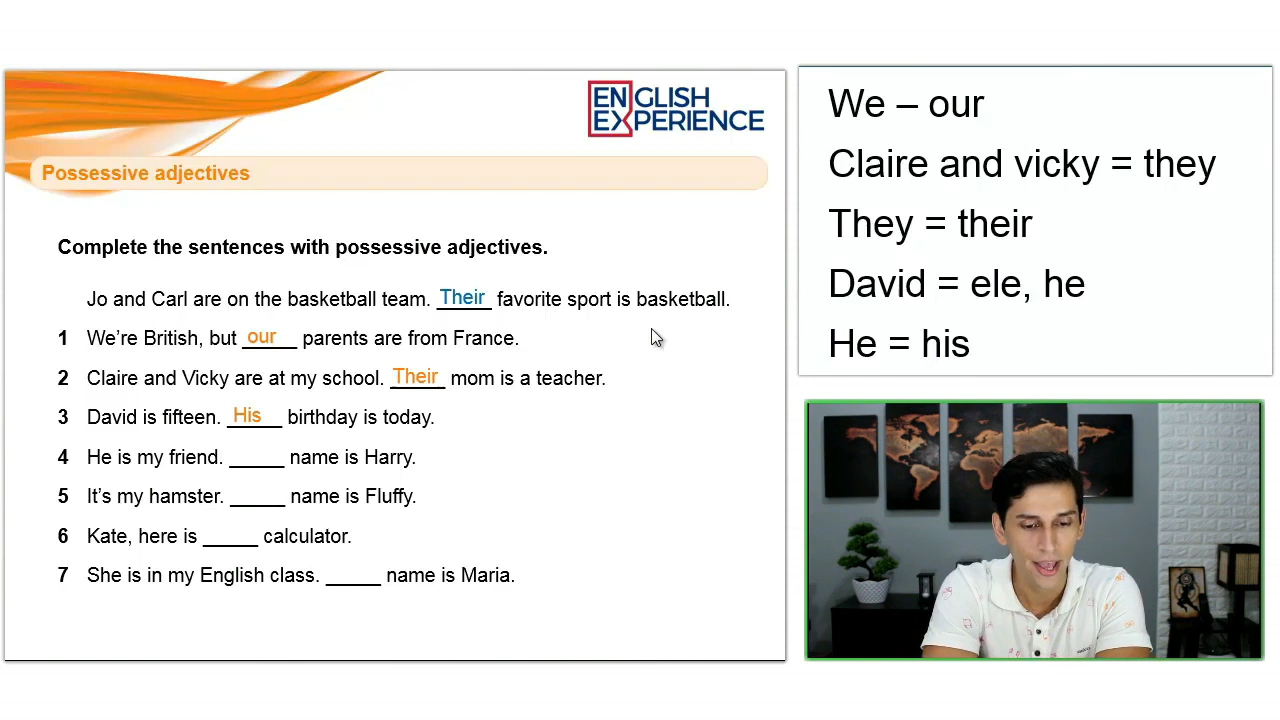 ENGLISH
EXPERIENCE
Possessive adjectives
Complete the sentences with possessive adjectives.
Jo and Carl are on the basketball team. Their favorite sport is basketball.
1 We’re British, but our parents are from France.
2 Claire and Vicky are at my school. Their mom is a teacher.
3 David is fifteen. His birthday is today.
4 He is my friend. _____ name is Harry.
5 It’s my hamster. _____ name is Fluffy.
6 Kate, here is _____ calculator.
7 She is in my English class. _____ name is Maria.
We – our
Claire and vicky = they
They = their
David = ele, he
He = his